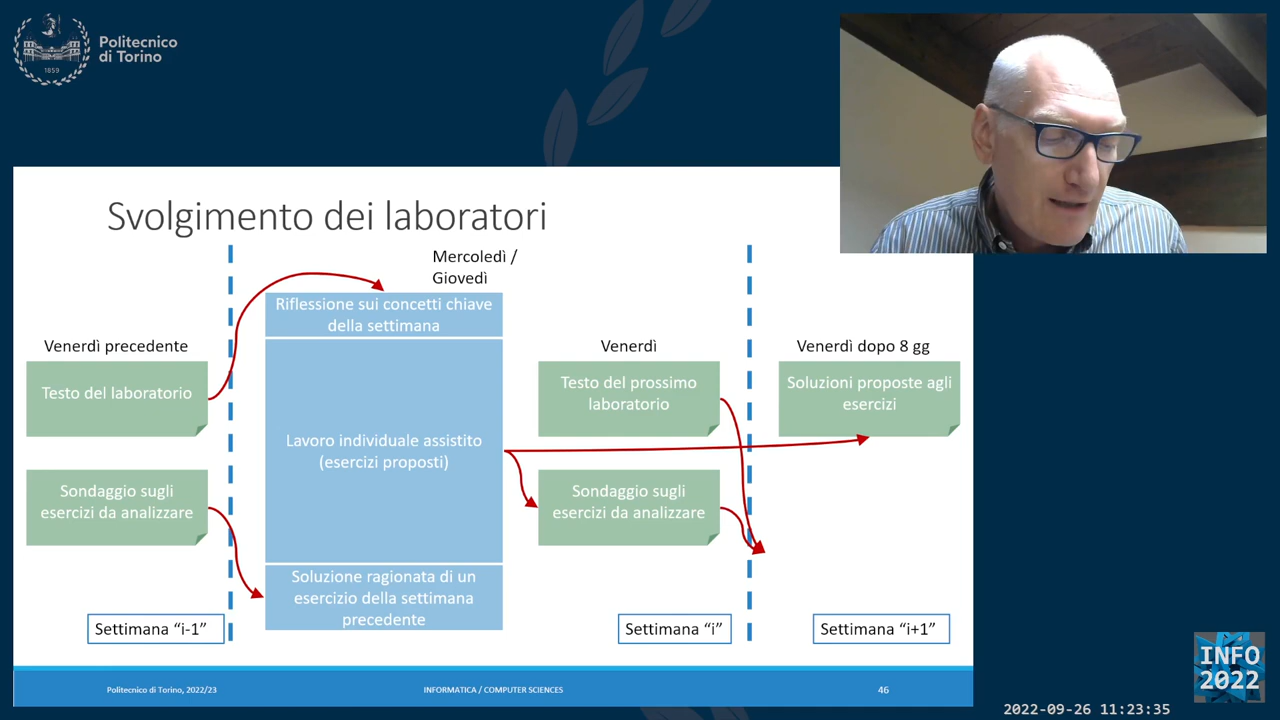 Politecnico
di Torino
1859
Svolgimento dei laboratori
Mercoledì /
Giovedì
Riflessione sui concetti chiave
della settimana
Venerdì precedente
Testo del laboratorio
Sondaggio sugli
esercizi da analizzare
Lavoro individuale assistito
(esercizi proposti)
Soluzione ragionata di un
esercizio della settimana
precedente
Venerdì
Testo del prossimo
laboratorio
Sondaggio sugli
esercizi da analizzare
Venerdì dopo 8 gg
Soluzioni proposte agli
esercizi
Settimana “i-1”
Settimana “i”
Settimana “i+1”
Politecnico di Torino, 2022/23
INFORMATICA / COMPUTER SCIENCES
46
INFO
2022
2022-09-26 11:23:35